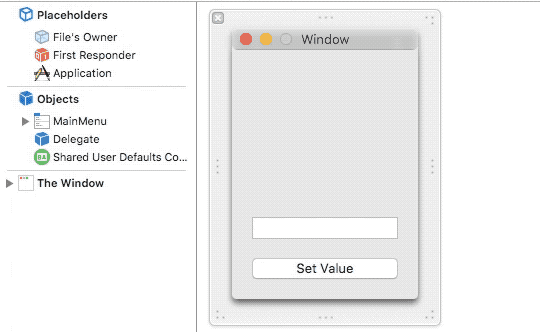 Placeholders
File's Owner
First Responder
Application
Objects
MainMenu
Delegate
Shared User Defaults Co...
The Window
Window
Set Value